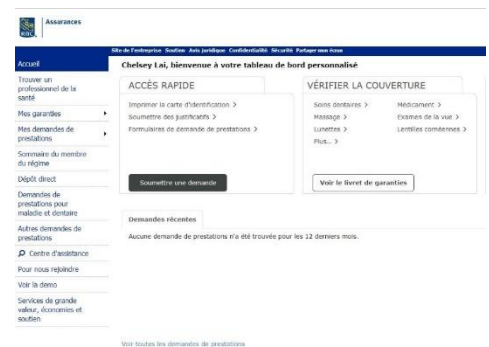 Assurances
RBC
Site de l'entreprise Soutien Avis juridique Confidentialité Sécurité Partager mon écran
Accueil
Trouver un
professionnel de la
santé
Mes garanties
Mes demandes de
prestations
Sommaire du membre
du régime
Dépôt direct
Demandes de
prestations pour
maladie et dentaire
Autres demandes de
prestations
Centre d'assistance
Pour nous rejoindre
Voir la demo
Services de grande
valeur, économies et
soutien
Chelsey Lai, bienvenue à votre tableau de bord personnalisé
ACCÈS RAPIDE
Imprimer la carte d'identification >
Soumettre des justificatifs >
Formulaires de demande de prestations >
Soumettre une demande
VÉRIFIER LA COUVERTURE
Soins dentaires > Médicament >
Massage > Examen de la vue >
Lunettes > Lentilles cornéennes >
Plus... >
Voir le livret de garanties
Demandes récentes
Aucune demande de prestations n'a été trouvée pour les 12 derniers mois.
Voir toutes les demandes de prestations